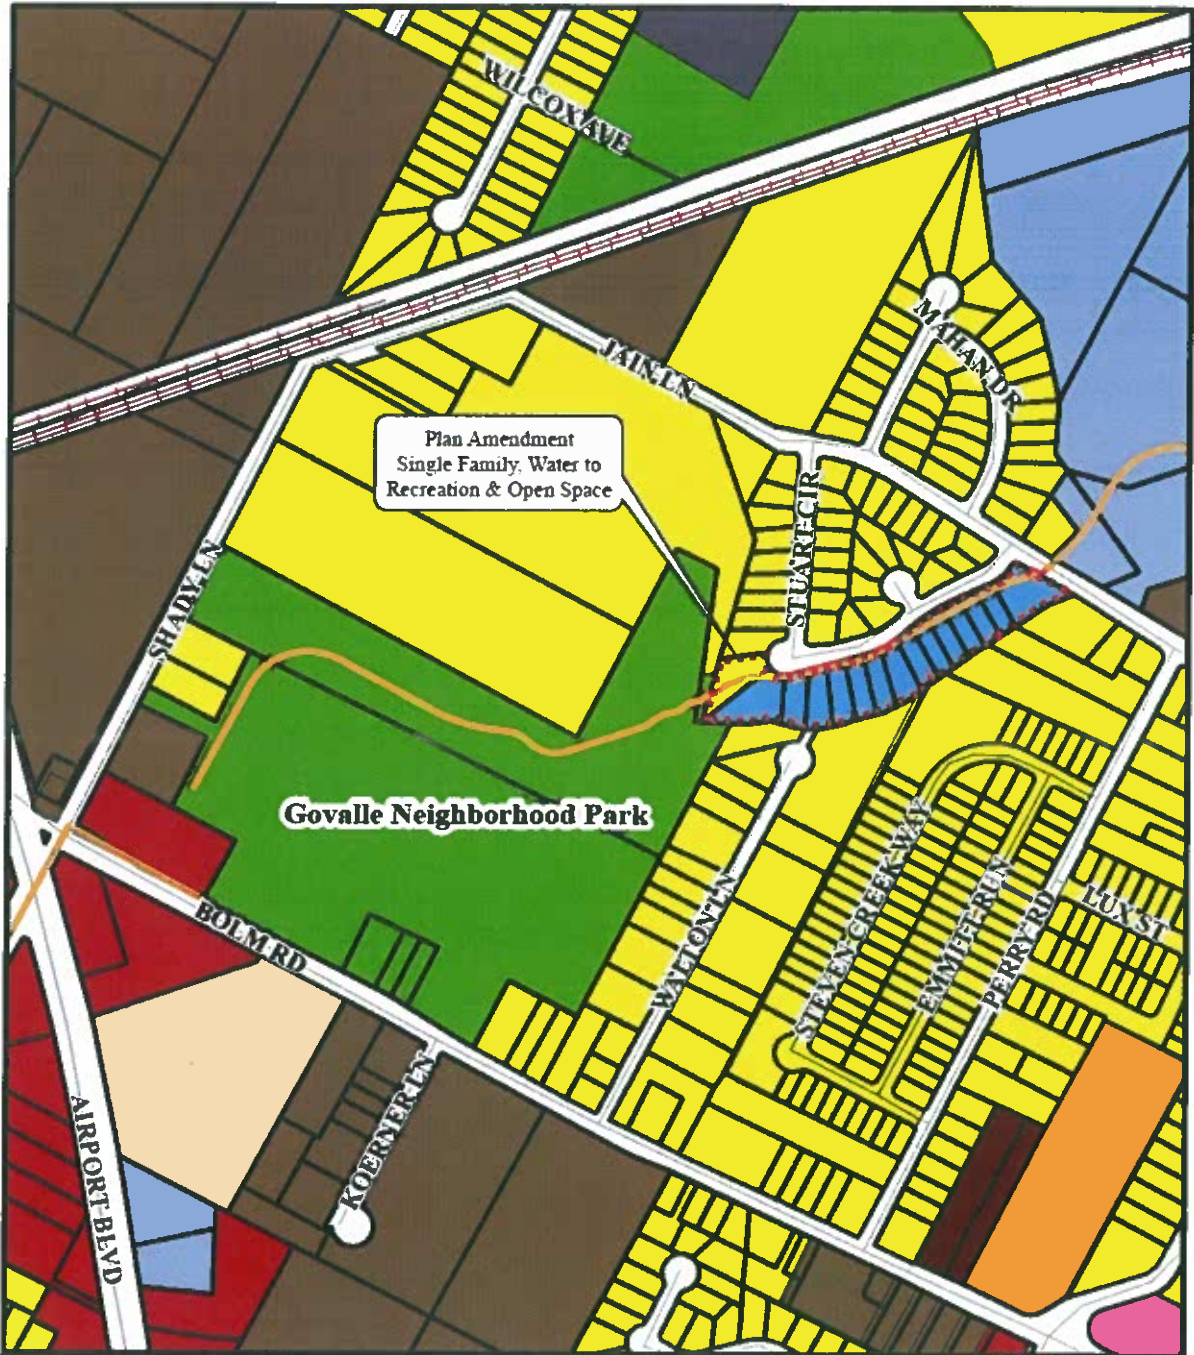 WILCOX AVE
JAIN LN
MAHAN DR
Plan Amendment
Single Family, Water to
Recreation & Open Space
STUART CIR
SHADY LN
Govalle Neighborhood Park
BOLM RD
WALTON LN
STEVEN CREEK WAY
EMMITT RUN
PERRY RD
LUX ST
KOERNER LN
AIRPORT BLVD